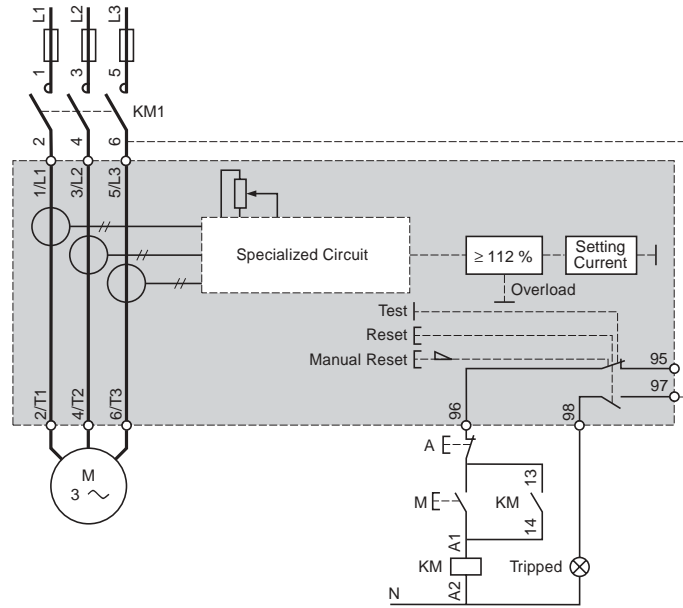 L1
L2
L3
1
3
5
KM1
2
4
6
1/L1
3/L2
5/L3
Specialized Circuit
≥ 112 %
Setting
Current
Overload
Test
Reset
Manual Reset
95
97
2/T1
4/T2
6/T3
96
98
M
3
A
M
KM
13
14
A1
KM
A2
Tripped
N